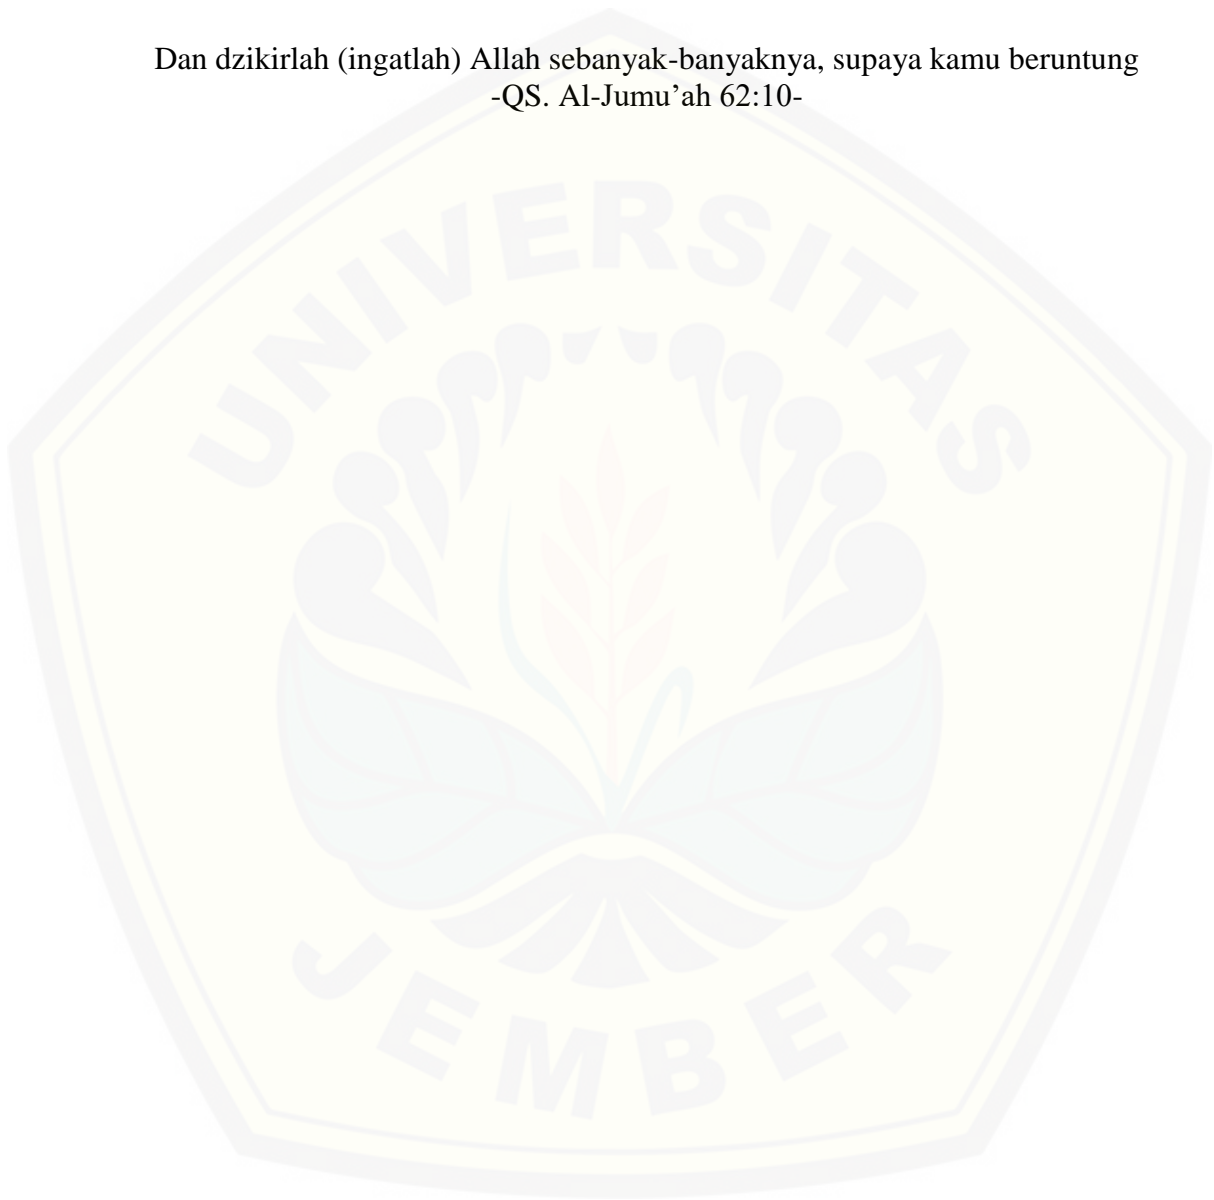 Dan dzikirlah (ingatlah) Allah sebanyak-banyaknya, supaya kamu beruntung
-QS. Al-Jumu’ah 62:10-
UNIVERSITAS
JEMBER